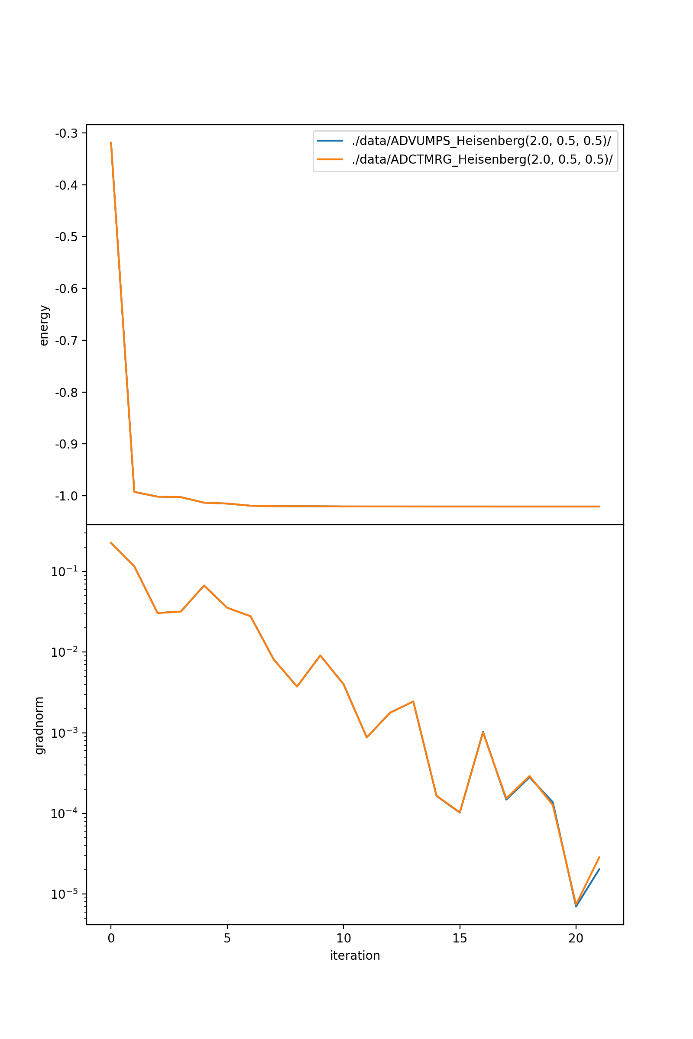 -0.3
./data/ADVUMPS_Heisenberg(2.0, 0.5, 0.5)/
./data/ADCTMRG_Heisenberg(2.0, 0.5, 0.5)/
-0.4
-0.5
-0.6
energy
-0.7
-0.8
-0.9
-1.0
10⁻¹
10⁻²
gradnorm
10⁻³
10⁻⁴
10⁻⁵
0 5 10 15 20
iteration